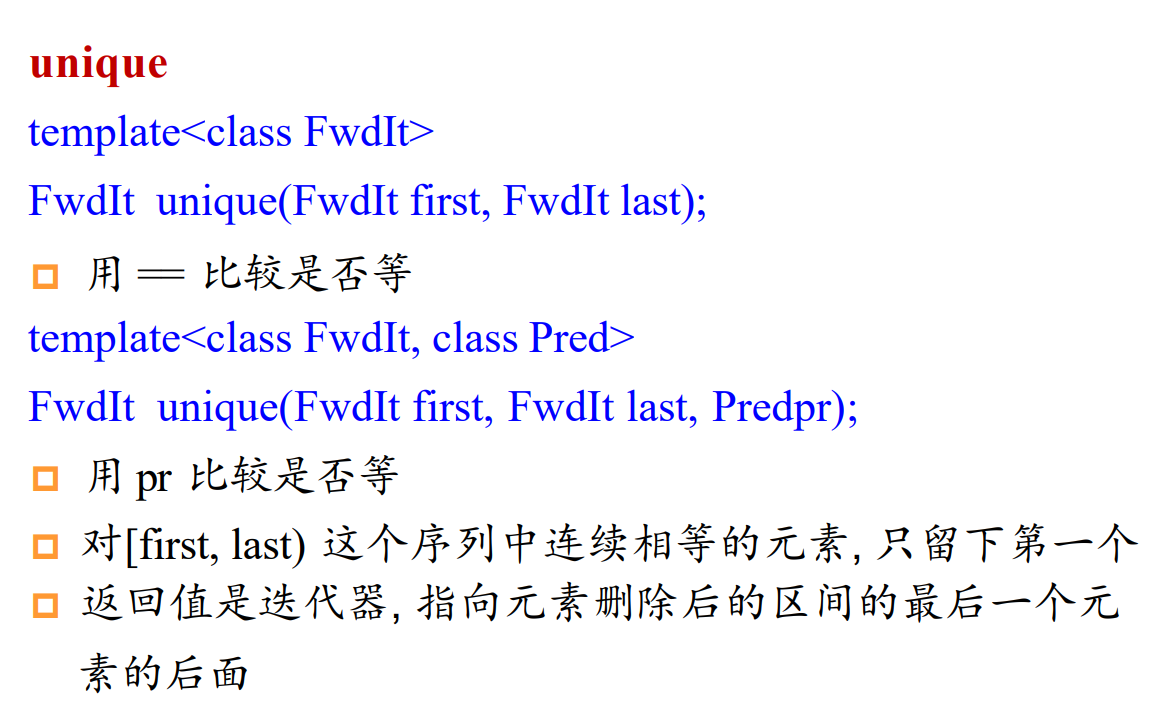 unique
template<class FwdIt>
FwdIt unique(FwdIt first, FwdIt last);
用 == 比较是否等
template<class FwdIt, class Pred>
FwdIt unique(FwdIt first, FwdIt last, Predpr);
用 pr 比较是否等
对[first, last) 这个序列中连续相等的元素, 只留下第一个
返回值是迭代器, 指向元素删除后的区间的最后一个元
素的后面